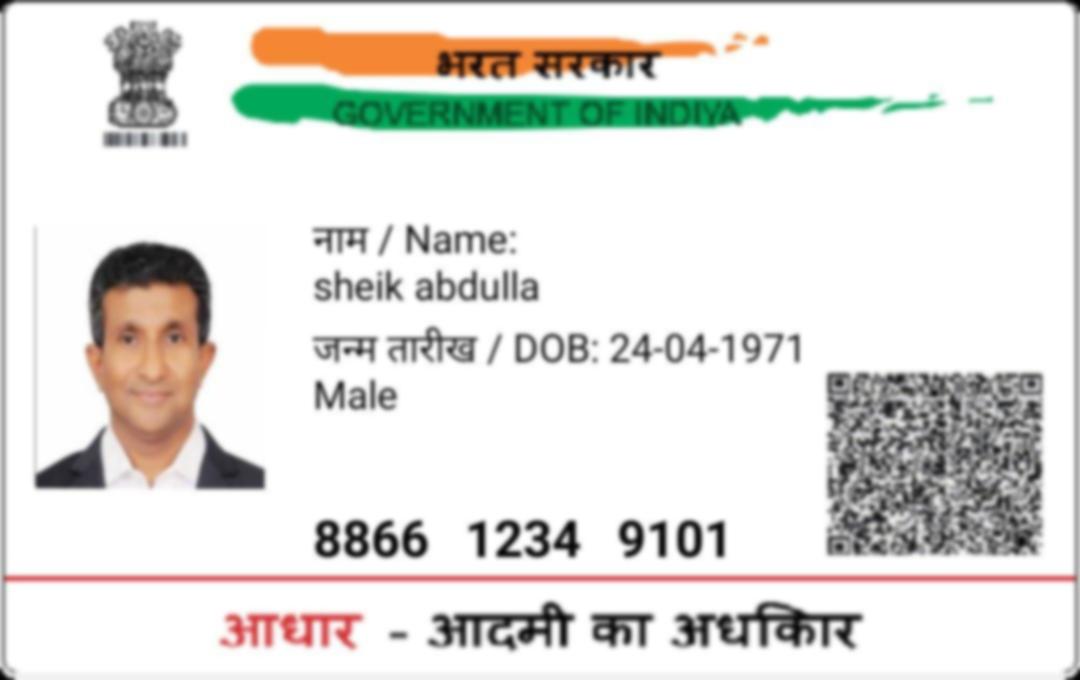 भरत सरकार
GOVERNMENT OF INDIYA
नाम / Name:
sheik abdulla
जन्म तारीख / DOB: 24-04-1971
Male
8866 1234 9101
आधार - आदमी का अधकिार